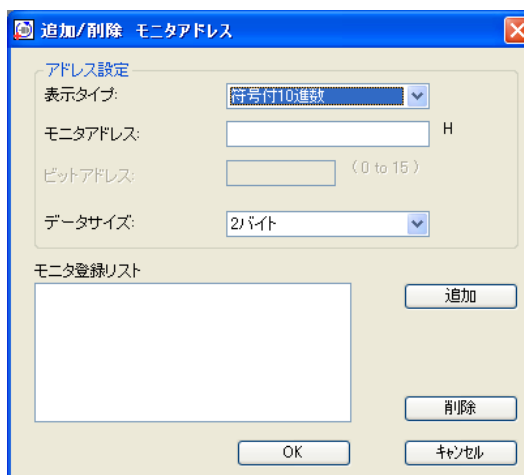 追加/削除 モニタアドレス
アドレス設定
表示タイプ: 符号付10進数
モニタアドレス: H
ビットアドレス: (0 to 15)
データサイズ: 2バイト
モニタ登録リスト
追加
削除
OK キャンセル